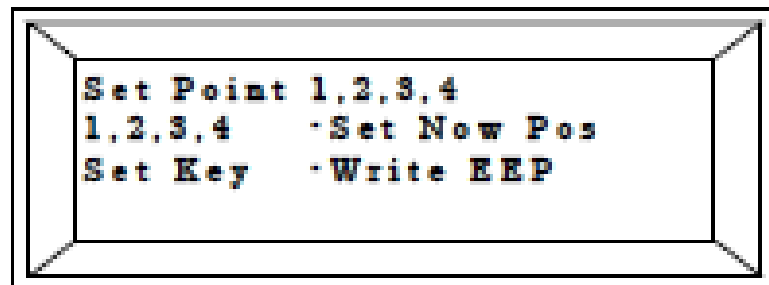 Set Point 1,2,3,4
1,2,3,4 ·Set Now Pos
Set Key ·Write EEP